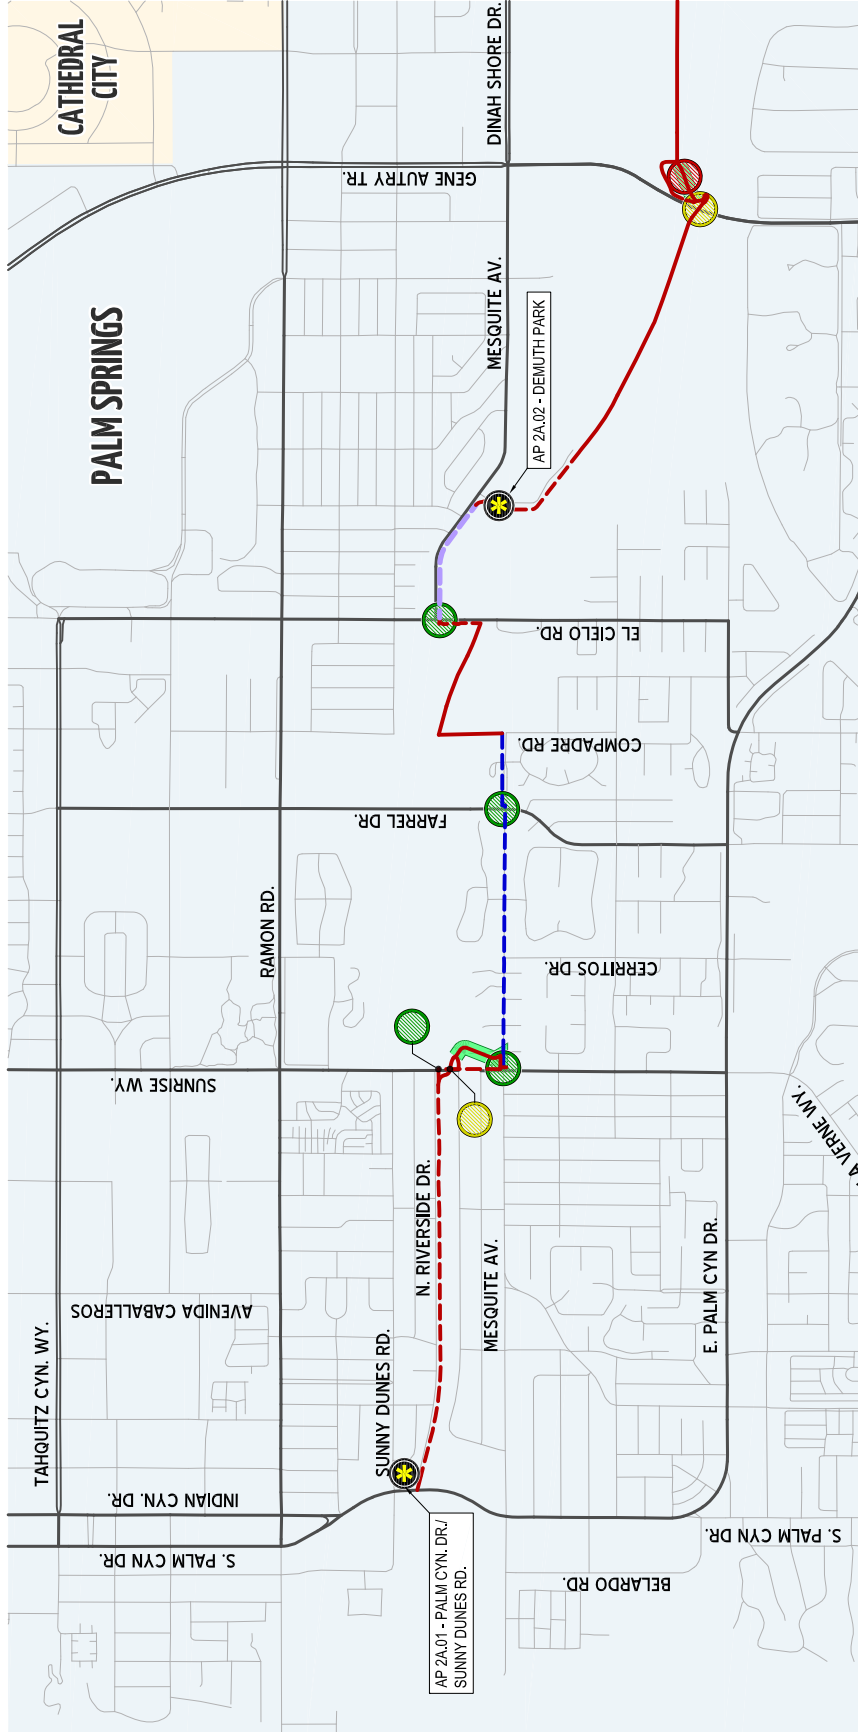 CATHEDRAL
CITY
DINAH SHORE DR.
GENE AUTRY TR.
PALM SPRINGS
MESQUITE AV.
AP 2A.02 - DEMUTH PARK
EL CIELO RD.
COMPADRE RD.
FARREL DR.
RAMON RD.
CERRITOS DR.
SUNRISE WY.
N. RIVERSIDE DR.
MESQUITE AV.
E. PALM CYN DR.
AVENIDA CABALLEROS
TAHQUITZ CYN. WY.
SUNNY DUNES RD.
INDIAN CYN. DR.
S. PALM CYN DR.
AP 2A.01 - PALM CYN. DR./
SUNNY DUNES RD.
BELARDO RD.
S. PALM CYN DR.
VERNE WY.